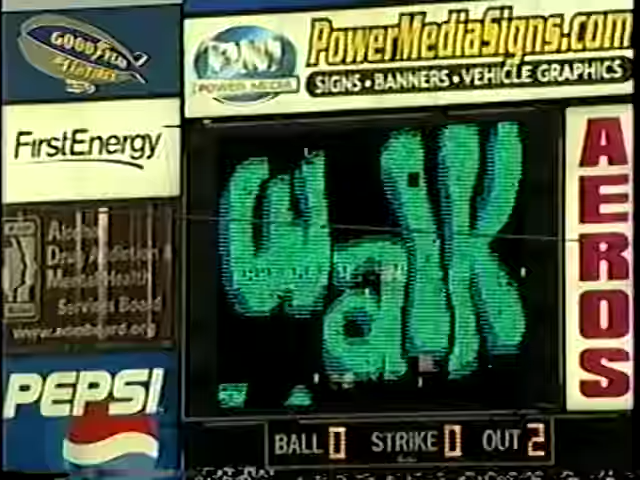 GOODYEAR
PowerMediaSigns.com
POWER MEDIA
SIGNS • BANNERS • VEHICLE GRAPHICS
FirstEnergy
walk
AEROS
Alcohol
Drug Addiction &
Mental Health
Services Board
www.admboard.org
PEPSI
BALL 0 STRIKE 0 OUT 2